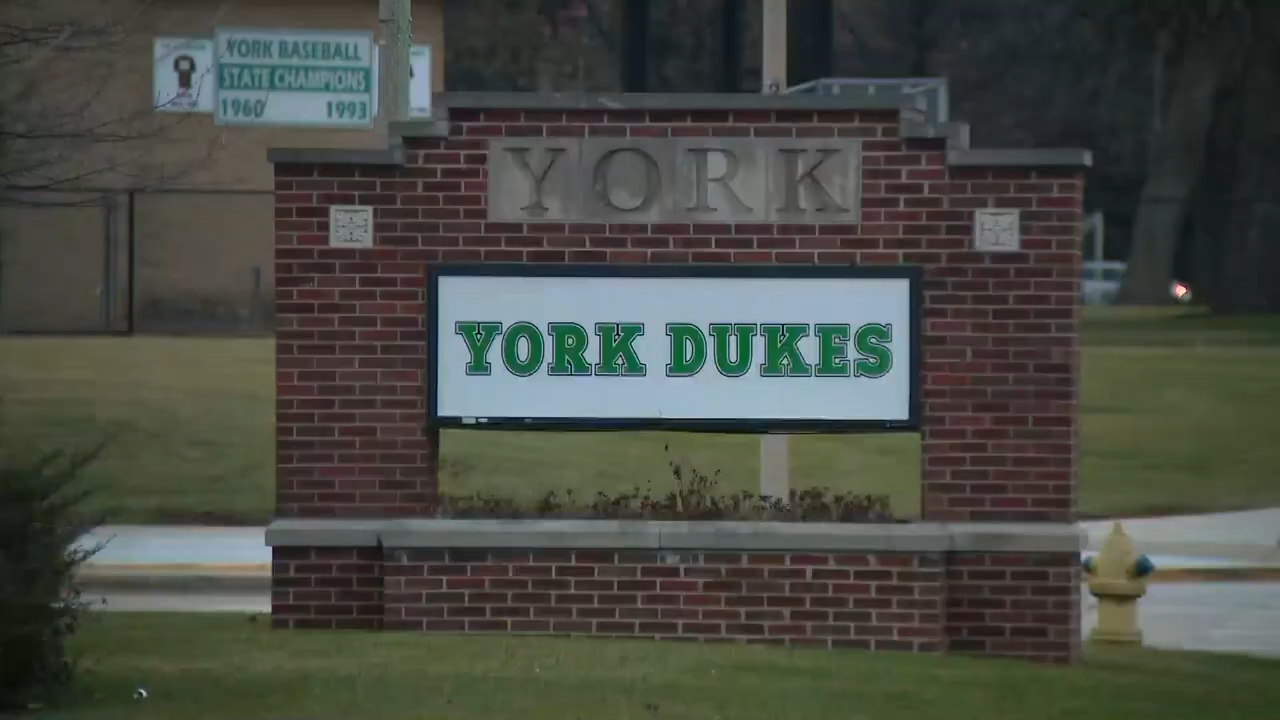 YORK BASEBALL
STATE CHAMPIONS
1960 1993
YORK
YORK DUKES